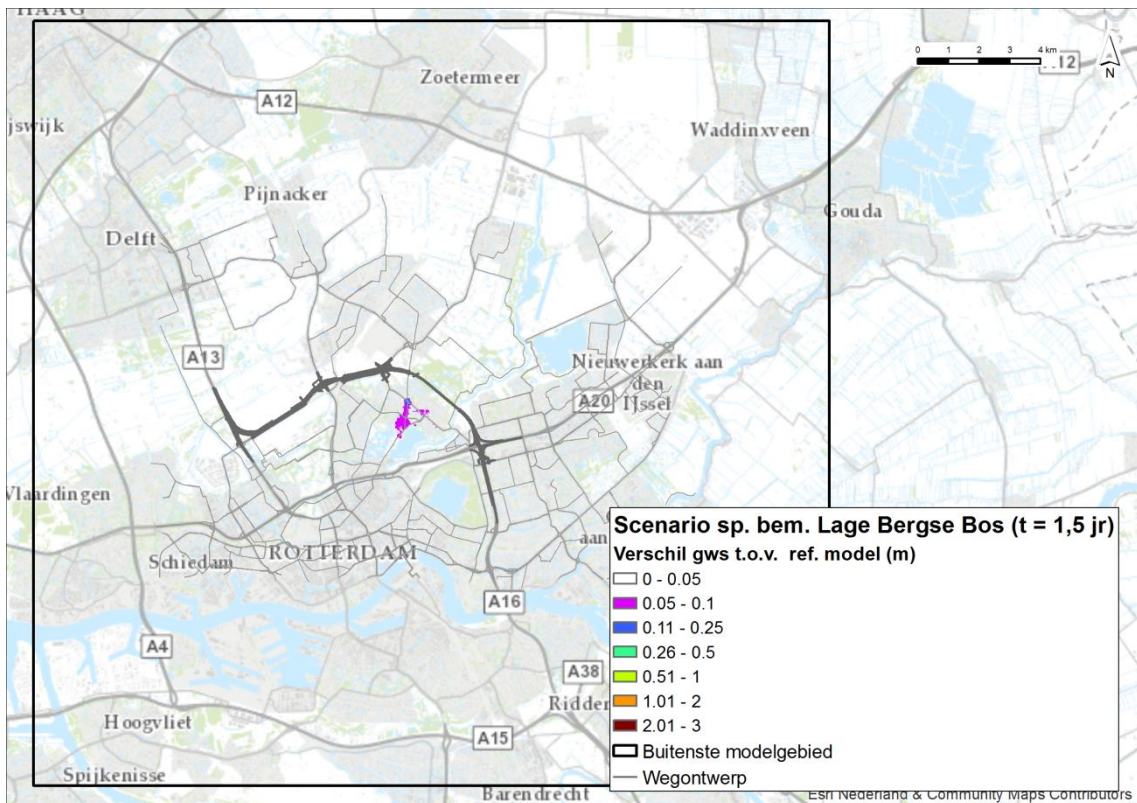 HAAG
Zoetermeer
0 1 2 3 4 km
A12
N
A12
jswijk
Waddinxveen
Pijnacker
Gouda
Delft
A13
Nieuwerkerk aan
den
IJssel
A20
Vlaardingen
Schiedam
ROTTERDAM
aan
A16
A4
A38
Ridder
Hoogvliet
A15
Spijkenisse
Barendrecht
Scenario sp. bem. Lage Bergse Bos (t = 1,5 jr)
Verschil gws t.o.v. ref. model (m)
0 - 0.05
0.05 - 0.1
0.11 - 0.25
0.26 - 0.5
0.51 - 1
1.01 - 2
2.01 - 3
Buitenste modelgebied
Wegontwerp
Esri Nederland & Community Maps Contributors